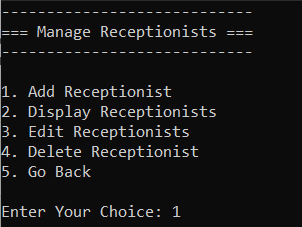 ----------------------------
=== Manage Receptionists ===
----------------------------
1. Add Receptionist
2. Display Receptionists
3. Edit Receptionists
4. Delete Receptionist
5. Go Back
Enter Your Choice: 1